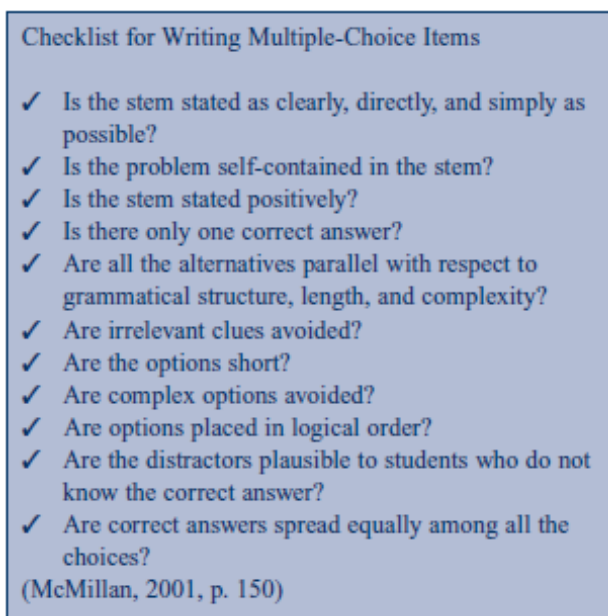 Checklist for Writing Multiple-Choice Items
✓ Is the stem stated as clearly, directly, and simply as
possible?
✓ Is the problem self-contained in the stem?
✓ Is the stem stated positively?
✓ Is there only one correct answer?
✓ Are all the alternatives parallel with respect to
grammatical structure, length, and complexity?
✓ Are irrelevant clues avoided?
✓ Are the options short?
✓ Are complex options avoided?
✓ Are options placed in logical order?
✓ Are the distractors plausible to students who do not
know the correct answer?
✓ Are correct answers spread equally among all the
choices?
(McMillan, 2001, p. 150)